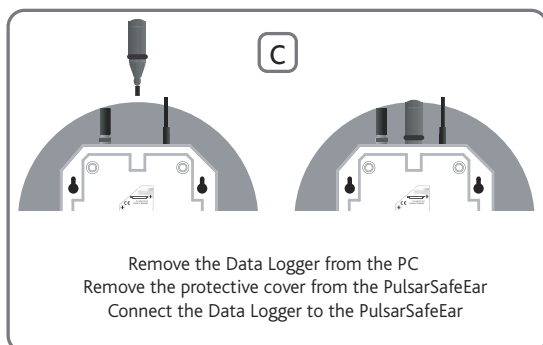 C
Remove the Data Logger from the PC
Remove the protective cover from the PulsarSafeEar
Connect the Data Logger to the PulsarSafeEar